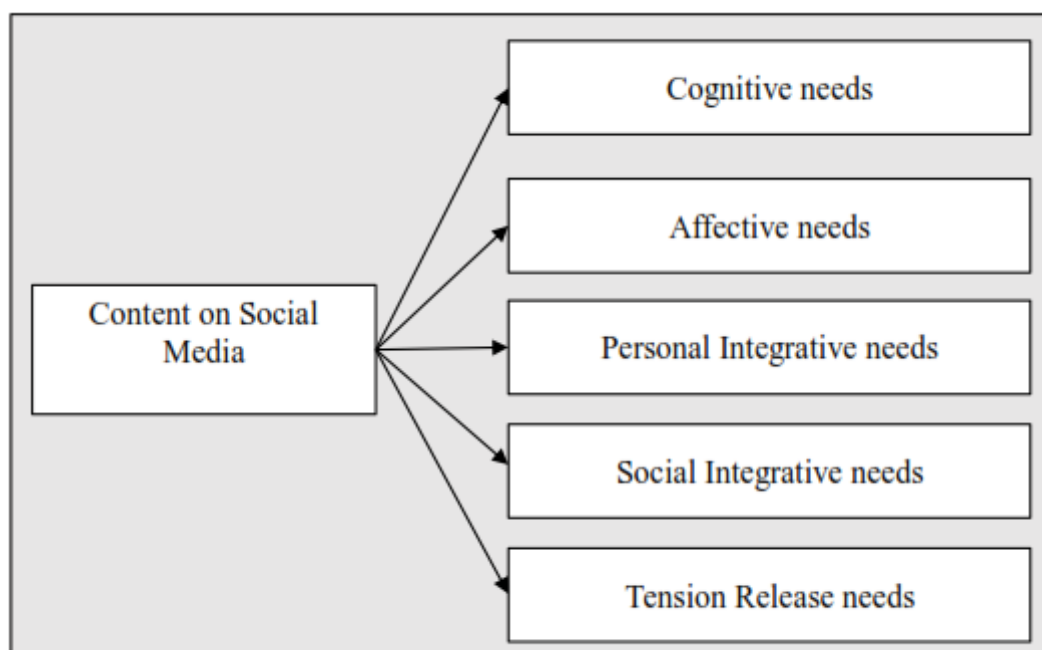 Cognitive needs
Affective needs
Content on Social
Media
Personal Integrative needs
Social Integrative needs
Tension Release needs